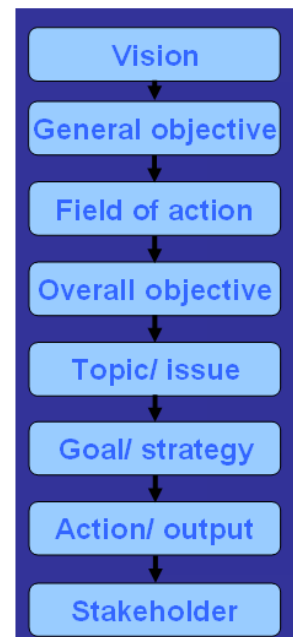 Vision
General objective
Field of action
Overall objective
Topic/ issue
Goal/ strategy
Action/ output
Stakeholder